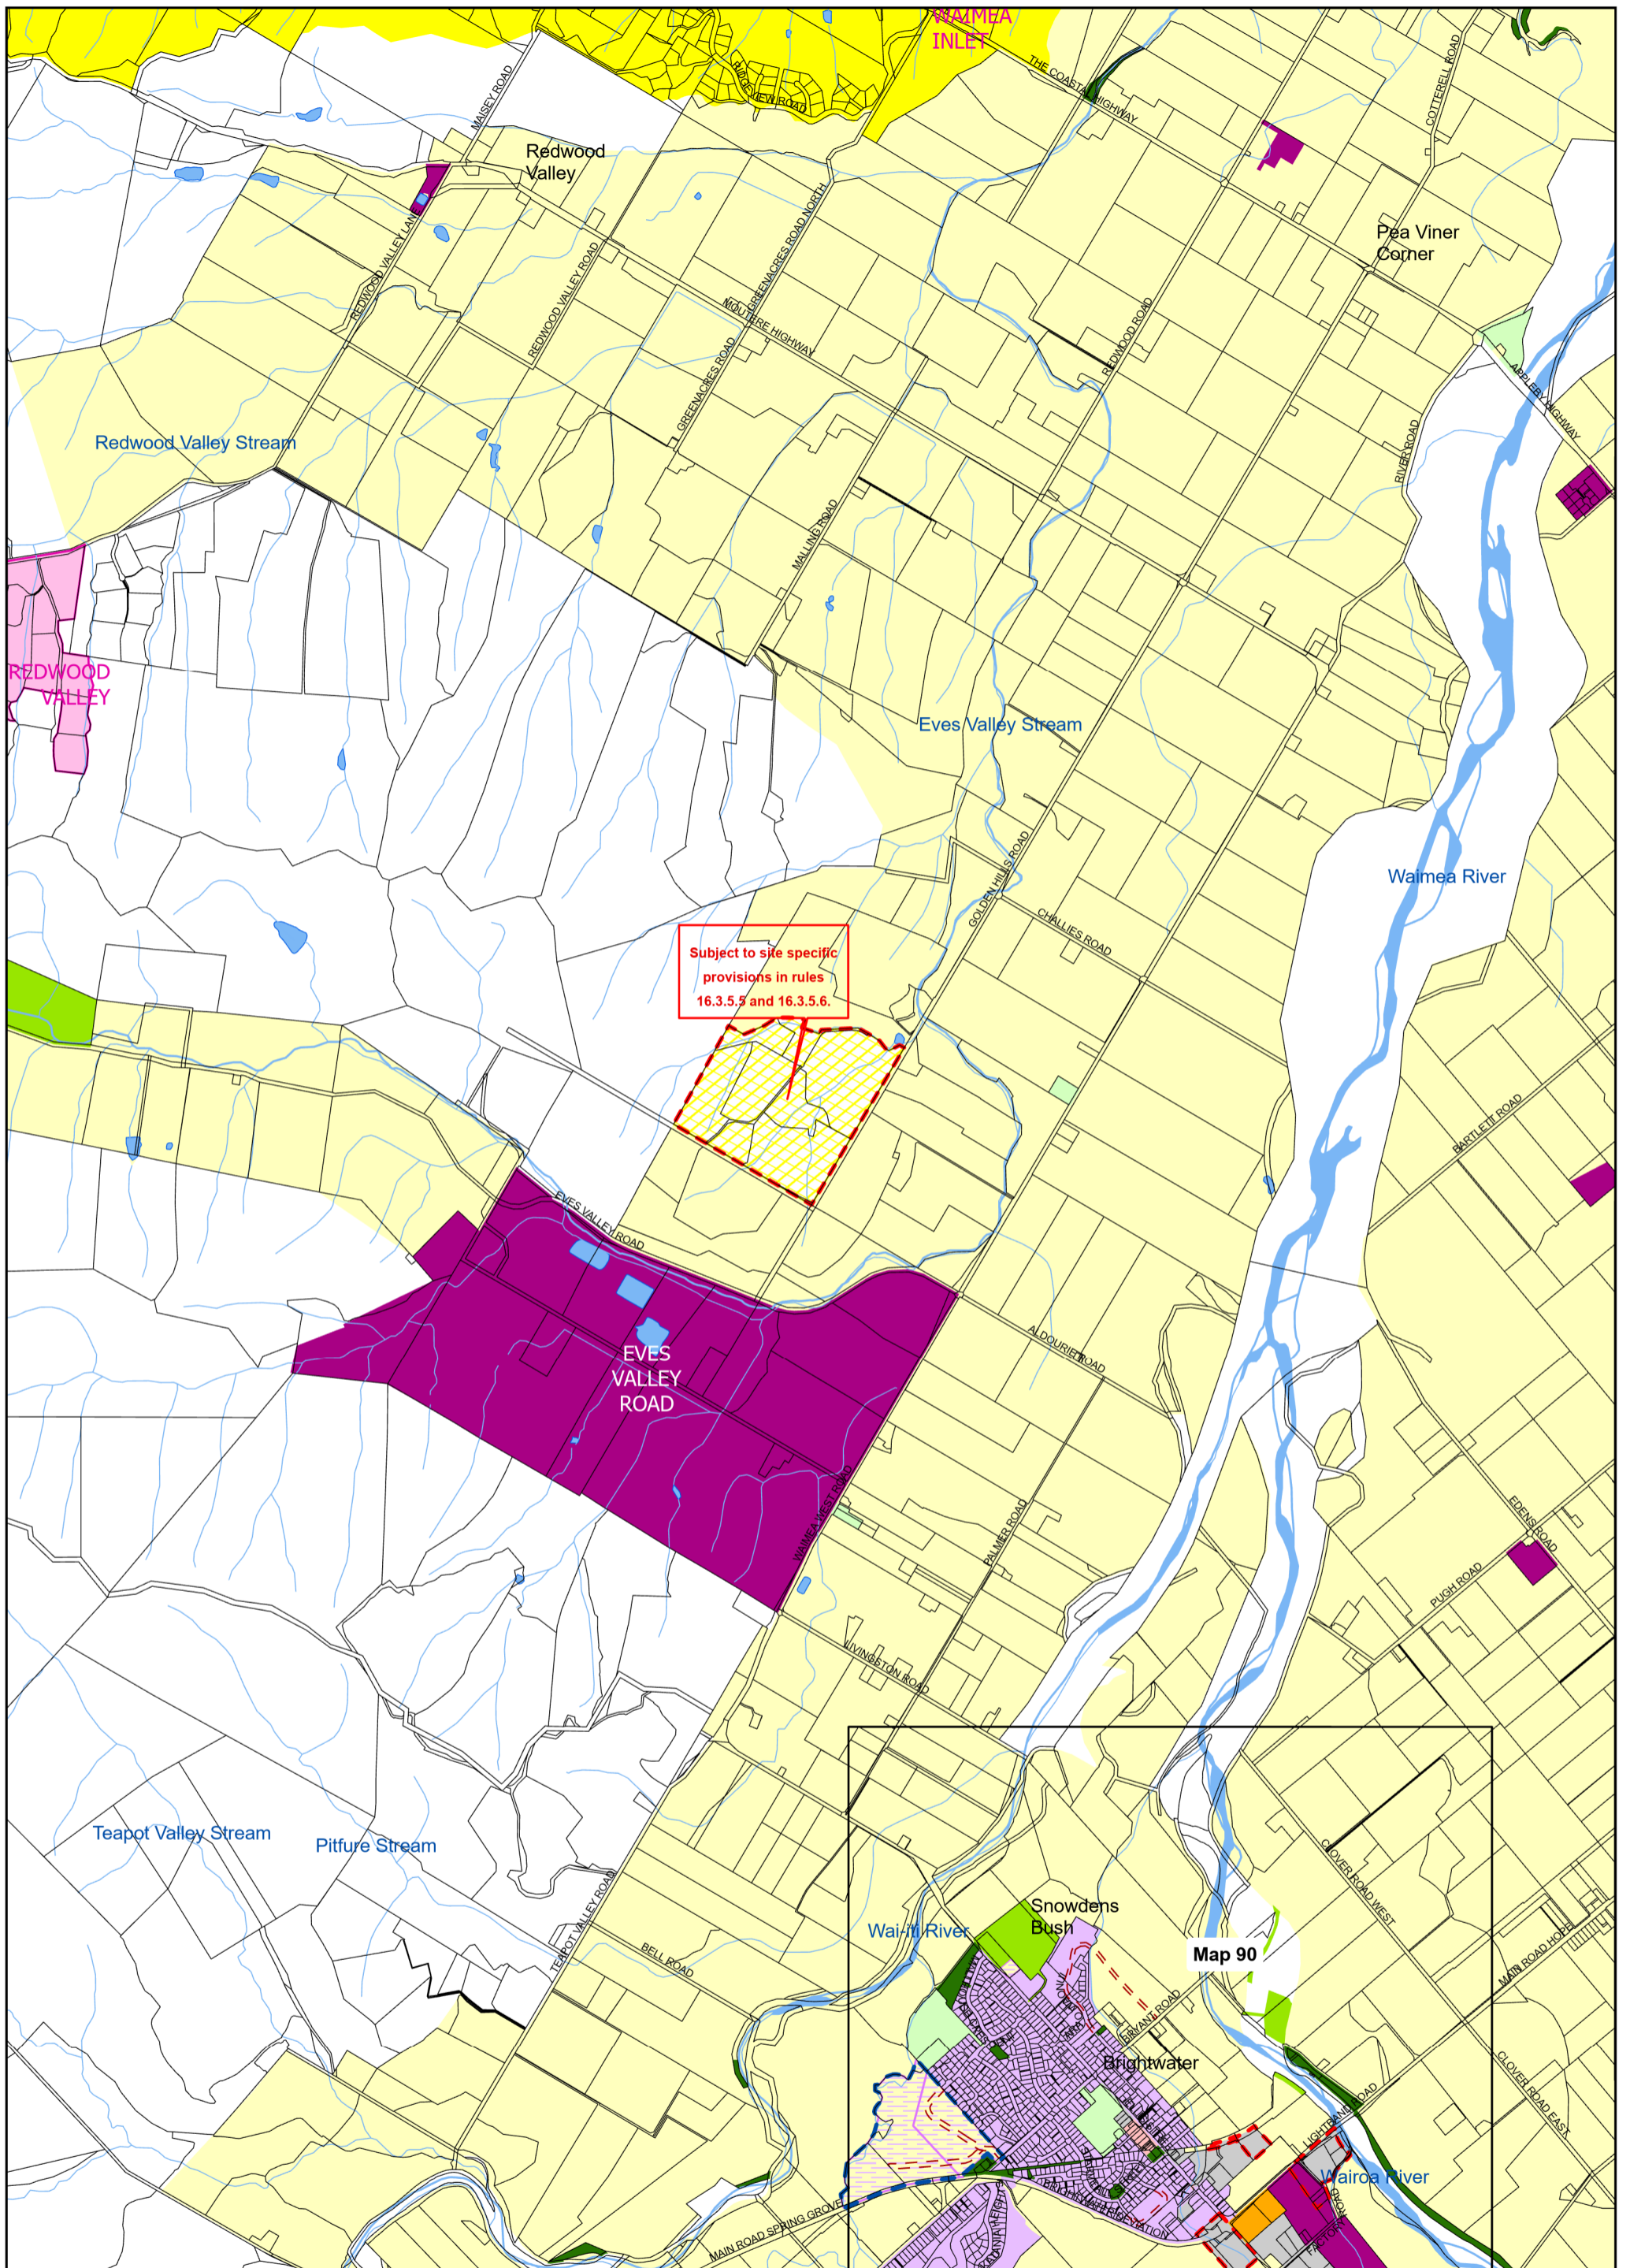 WAIMEA
INLET
THE COASTAL HIGHWAY
COTTERELL ROAD
MAISEY ROAD
RIDGEVIEW ROAD
Redwood
Valley
Pea Viner
Corner
REDWOOD VALLEY LANE
REDWOOD VALLEY ROAD
GREENACRES ROAD NORTH
MOUTERE HIGHWAY
GREENACRES ROAD
REDWOOD ROAD
APPLEBY HIGHWAY
RIVER ROAD
Redwood Valley Stream
MALLING ROAD
REDWOOD
VALLEY
Eves Valley Stream
GOLDEN HILLS ROAD
Waimea River
CHALLIES ROAD
Subject to site specific
provisions in rules
16.3.5.5 and 16.3.5.6.
BARTLETT ROAD
EVES VALLEY ROAD
EVES
VALLEY
ROAD
ALDOURIE ROAD
WAIMEA WEST ROAD
PALMER ROAD
EDENS ROAD
PUGH ROAD
LIVINGSTON ROAD
Teapot Valley Stream
Pitfure Stream
CLOVER ROAD WEST
TEAPOT VALLEY ROAD
BELL ROAD
Snowdens
Bush
Wai-iti River
Map 90
MAIN ROAD HOPE
BRYANT ROAD
Brightwater
CLOVER ROAD EAST
LIGHTBAND ROAD
Wairoa River
BRIGHTWATER DEVIATION
MAIN ROAD SPRING GROVE
WATANIA HEIGHTS
FACTORY ROAD